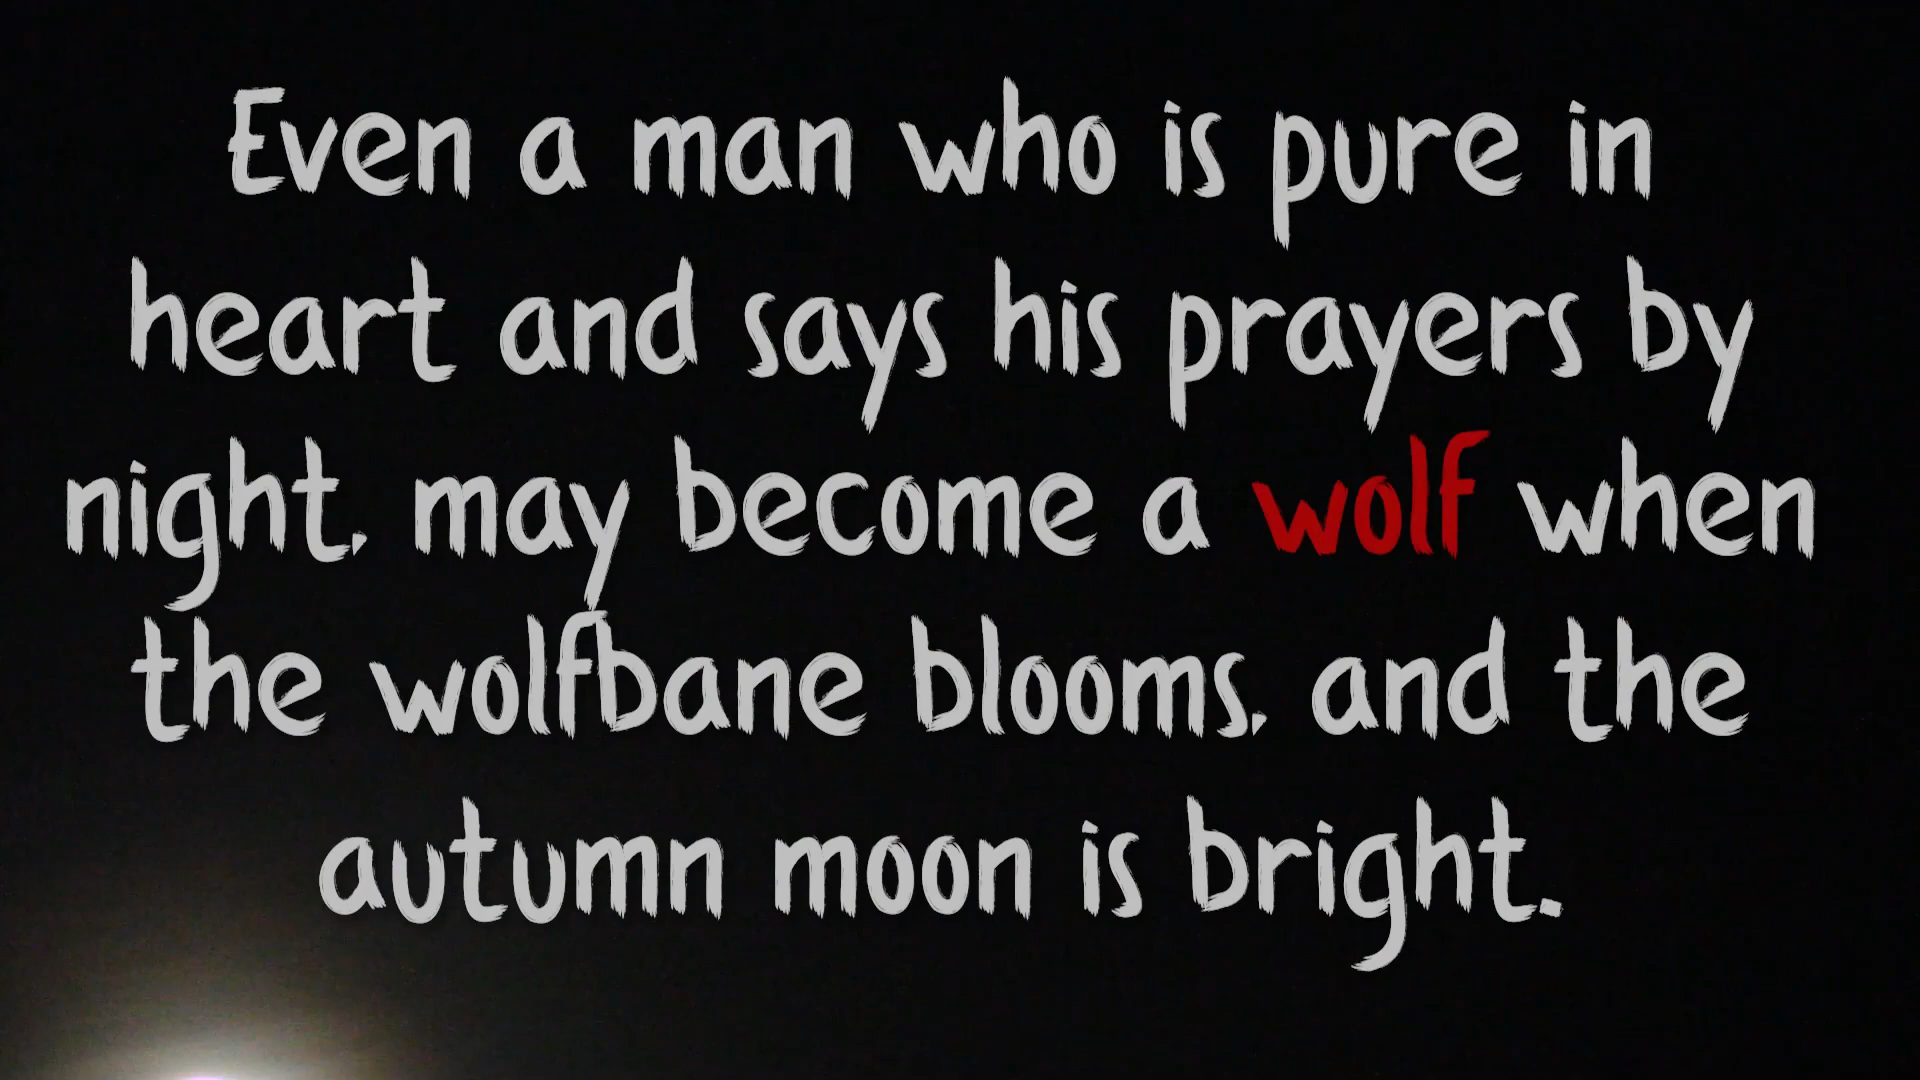 Even a man who is pure in
heart and says his prayers by
night, may become a wolf when
the wolfbane blooms, and the
autumn moon is bright.